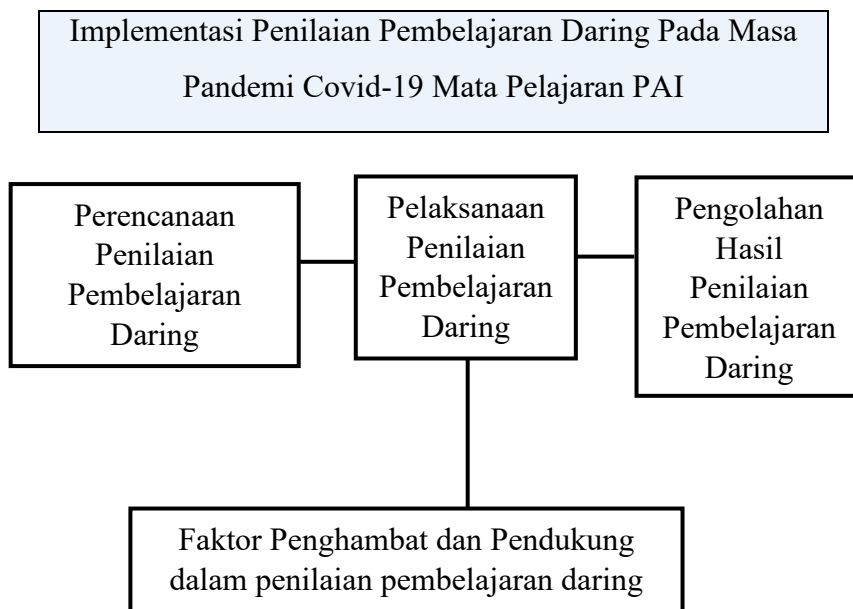 Implementasi Penilaian Pembelajaran Daring Pada Masa
Pandemi Covid-19 Mata Pelajaran PAI
Perencanaan
Penilaian
Pembelajaran
Daring
Pelaksanaan
Penilaian
Pembelajaran
Daring
Pengolahan
Hasil
Penilaian
Pembelajaran
Daring
Faktor Penghambat dan Pendukung
dalam penilaian pembelajaran daring